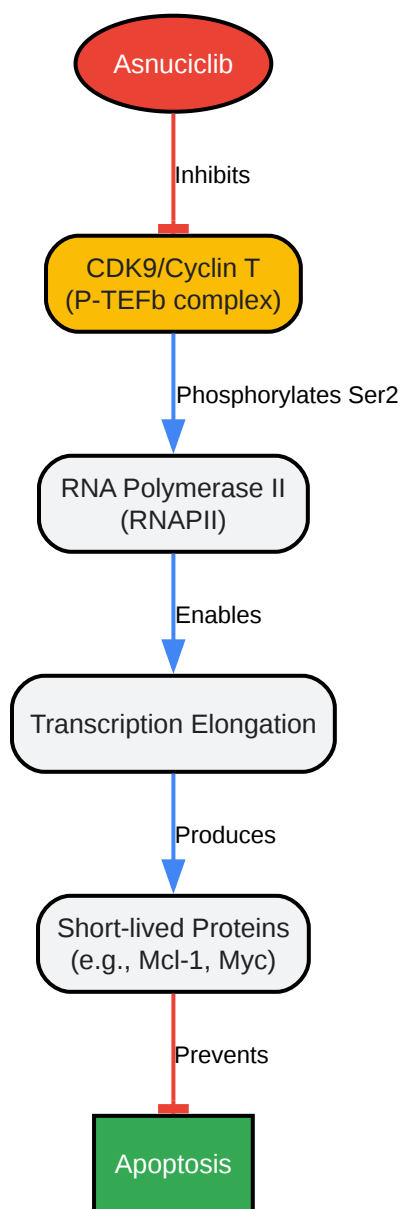 Asnuciclib
Inhibits
CDK9/Cyclin T
(P-TEFb complex)
Phosphorylates Ser2
RNA Polymerase II
(RNAPII)
Enables
Transcription Elongation
Produces
Short-lived Proteins
(e.g., Mcl-1, Myc)
Prevents
Apoptosis